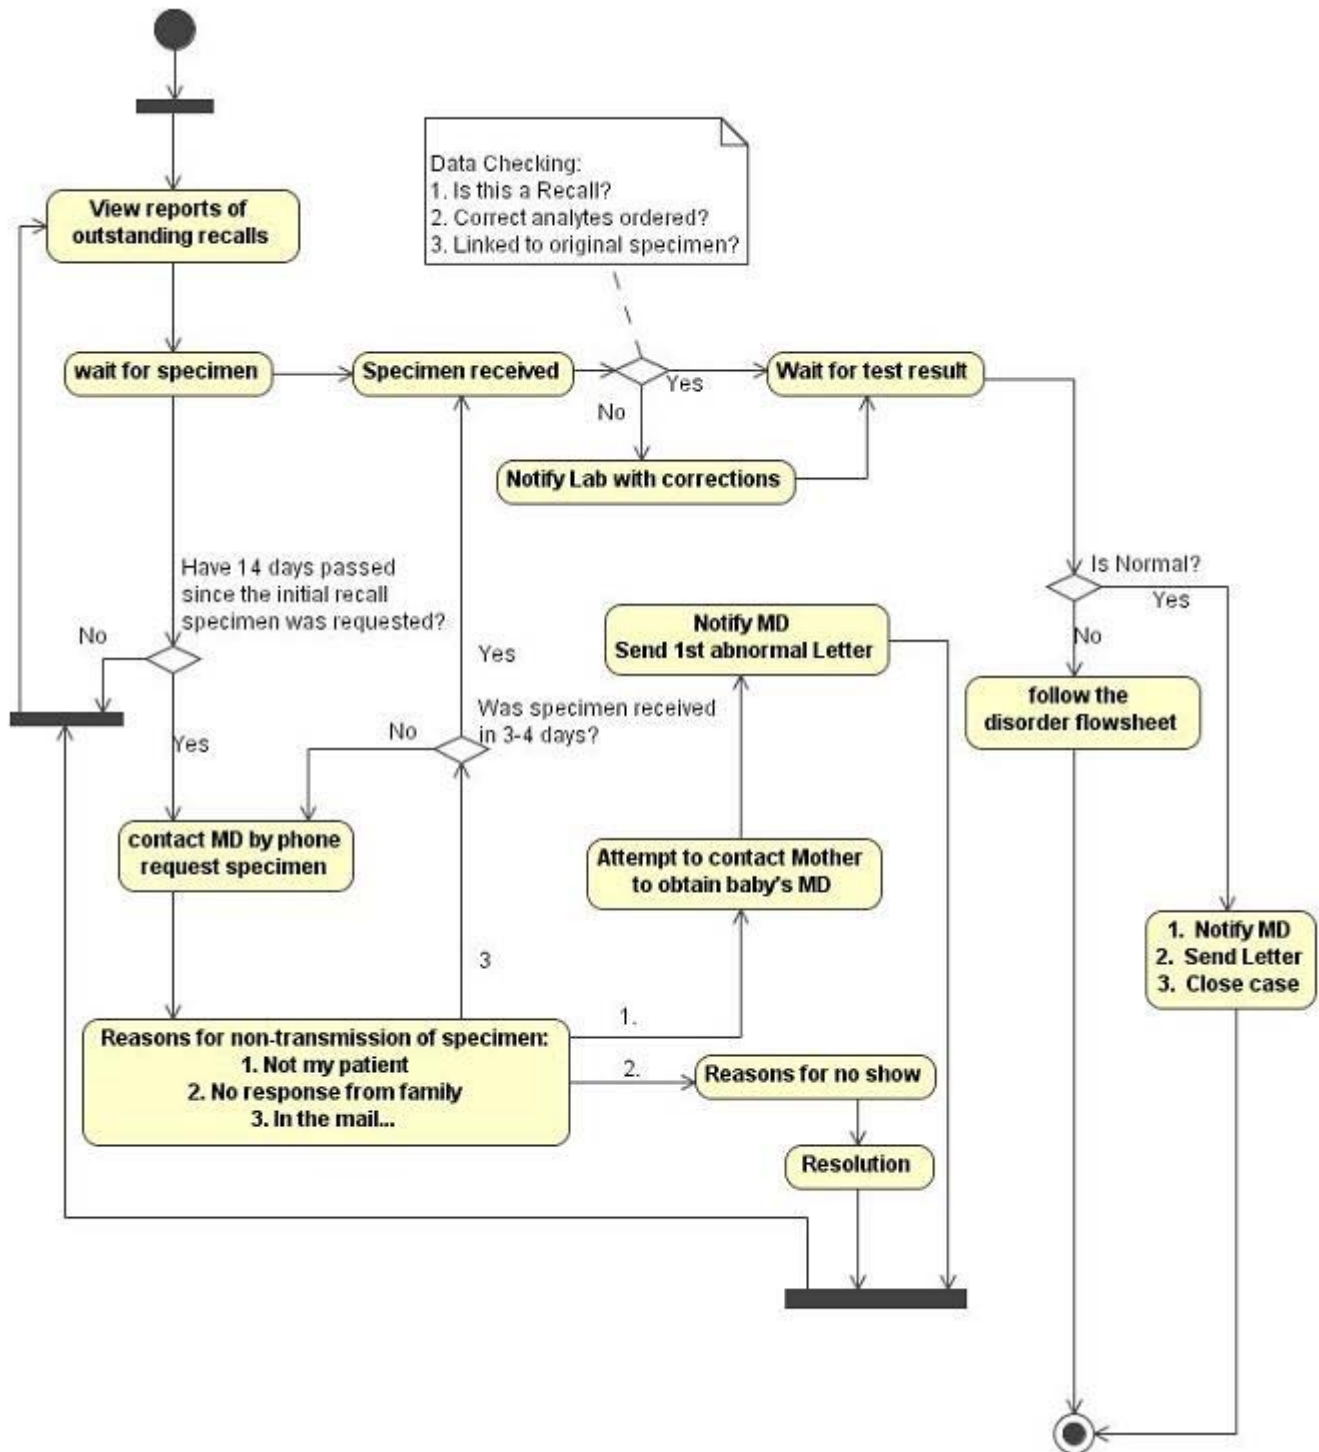 Data Checking:
1. Is this a Recall?
2. Correct analytes ordered?
3. Linked to original specimen?
View reports of
outstanding recalls
wait for specimen
Specimen received
Yes
No
Wait for test result
Notify Lab with corrections
Have 14 days passed
since the initial recall
specimen was requested?
No
Yes
Is Normal?
Yes
No
Notify MD
Send 1st abnormal Letter
Yes
Was specimen received
in 3-4 days?
No
follow the
disorder flowsheet
contact MD by phone
request specimen
Attempt to contact Mother
to obtain baby's MD
1. Notify MD
2. Send Letter
3. Close case
3
1.
2.
Reasons for non-transmission of specimen:
1. Not my patient
2. No response from family
3. In the mail...
Reasons for no show
Resolution